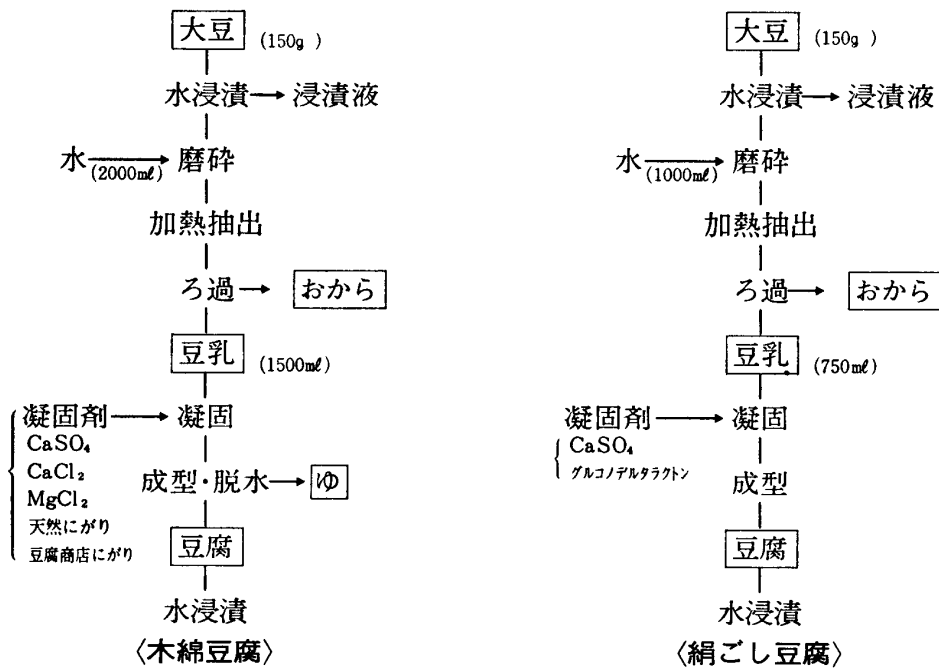 大豆 (150g)
水浸漬 浸漬液
水 (2000mℓ) 磨砕
加熱抽出
ろ過 おから
豆乳 (1500mℓ)
凝固剤 凝固
CaSO₄
CaCl₂
MgCl₂
天然にがり
豆腐商店にがり
成型・脱水 ゆ
豆腐
水浸漬
〈木綿豆腐〉
大豆 (150g)
水浸漬 浸漬液
水 (1000mℓ) 磨砕
加熱抽出
ろ過 おから
豆乳 (750mℓ)
凝固剤 凝固
CaSO₄
グルコノデルタラクトン
成型
豆腐
水浸漬
〈絹ごし豆腐〉